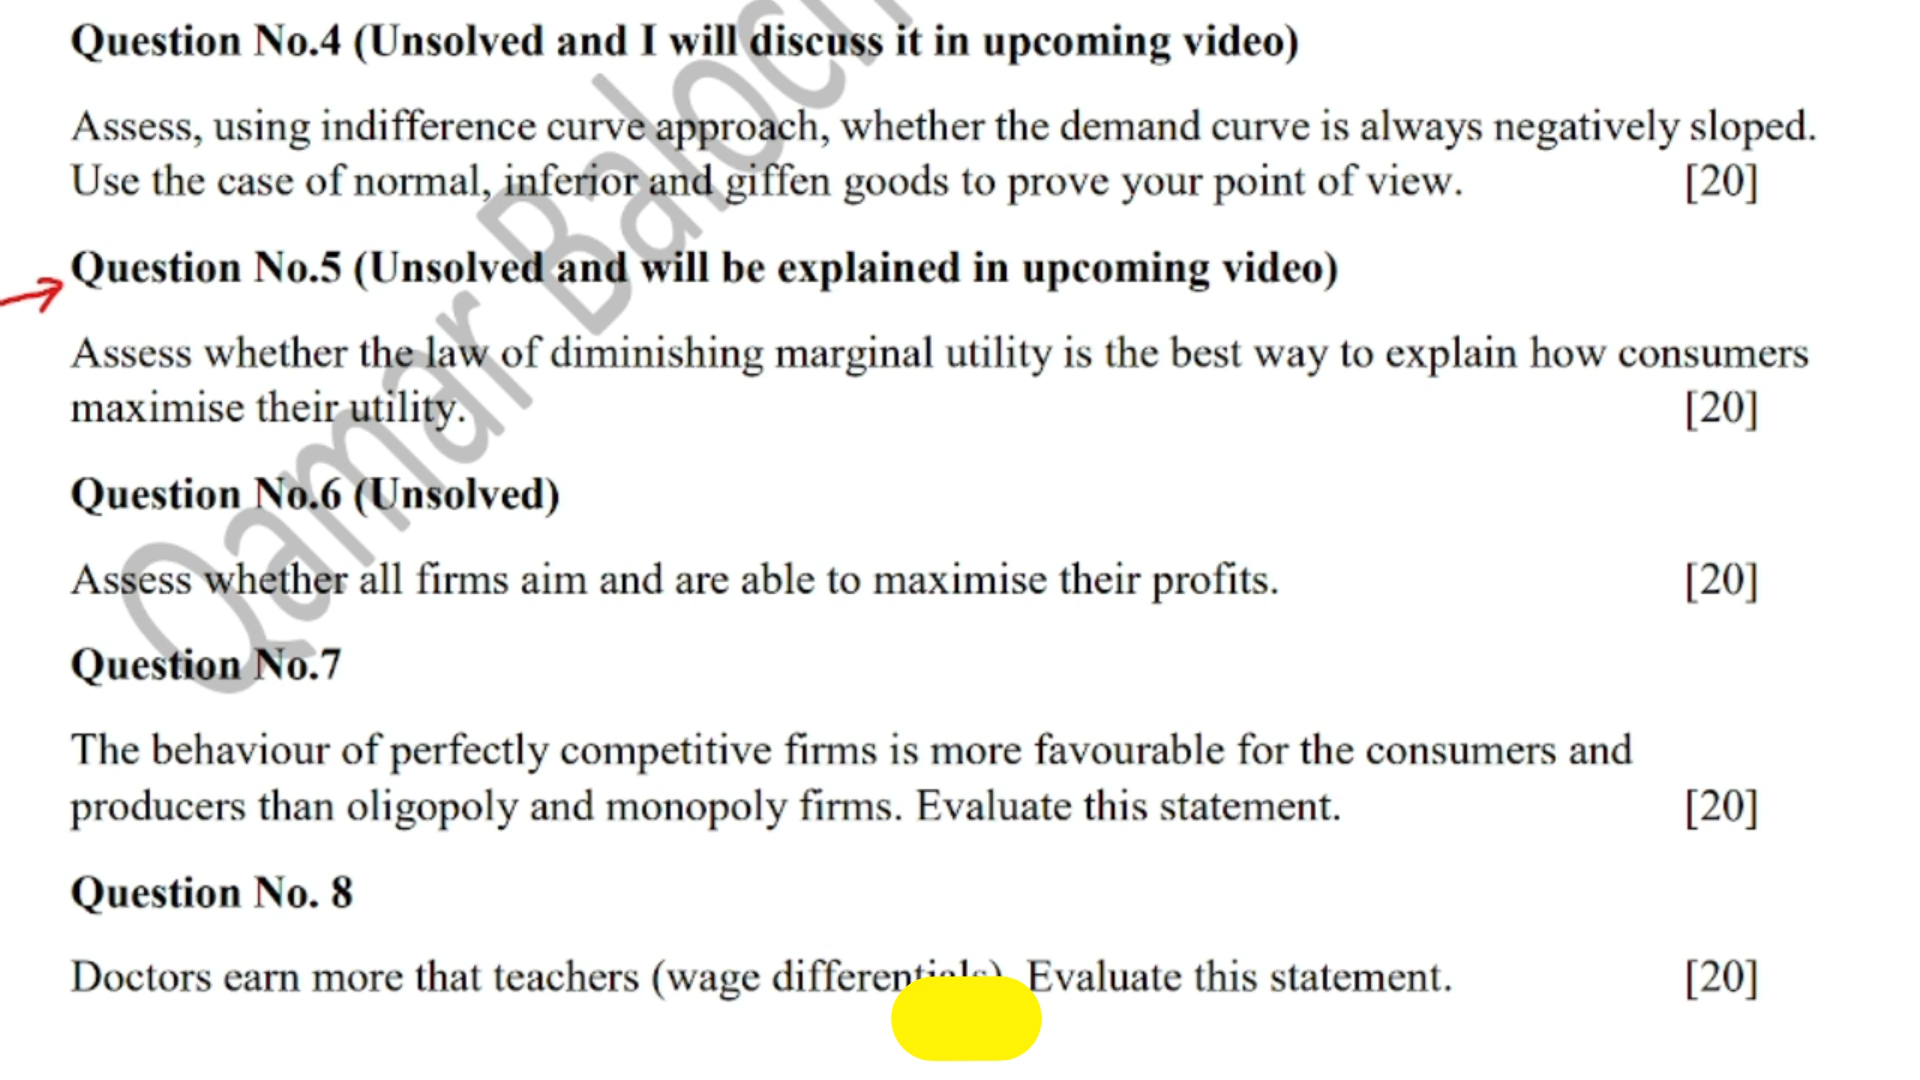 Question No.4 (Unsolved and I will discuss it in upcoming video)
Assess, using indifference curve approach, whether the demand curve is always negatively sloped.
Use the case of normal, inferior and giffen goods to prove your point of view. [20]
Question No.5 (Unsolved and will be explained in upcoming video)
Assess whether the law of diminishing marginal utility is the best way to explain how consumers
maximise their utility. [20]
Question No.6 (Unsolved)
Assess whether all firms aim and are able to maximise their profits. [20]
Question No.7
The behaviour of perfectly competitive firms is more favourable for the consumers and
producers than oligopoly and monopoly firms. Evaluate this statement. [20]
Question No. 8
Doctors earn more that teachers (wage differentials). Evaluate this statement. [20]
Qamar Baloch